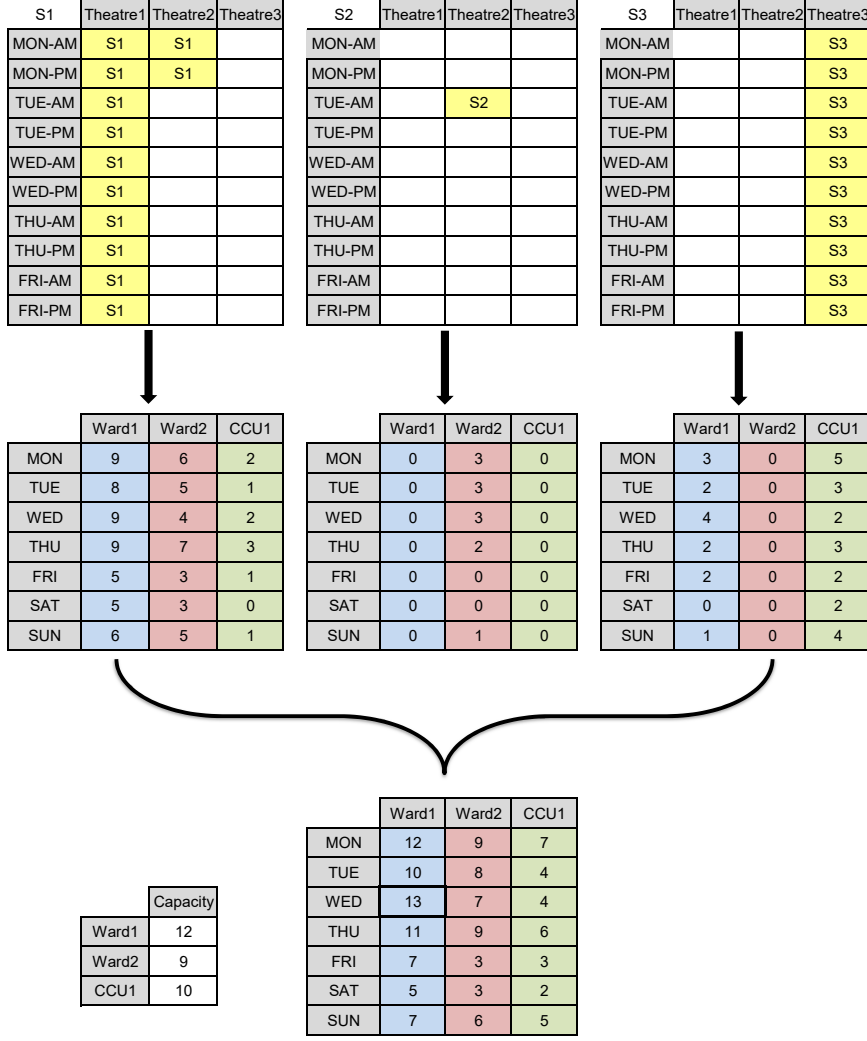 S1 Theatre1 Theatre2 Theatre3 S2 Theatre1 Theatre2 Theatre3 S3 Theatre1 Theatre2 Theatre3
MON-AM S1 S1 MON-AM MON-AM S3
MON-PM S1 S1 MON-PM MON-PM S3
TUE-AM S1 TUE-AM S2 TUE-AM S3
TUE-PM S1 TUE-PM TUE-PM S3
WED-AM S1 WED-AM WED-AM S3
WED-PM S1 WED-PM WED-PM S3
THU-AM S1 THU-AM THU-AM S3
THU-PM S1 THU-PM THU-PM S3
FRI-AM S1 FRI-AM FRI-AM S3
FRI-PM S1 FRI-PM FRI-PM S3
Ward1 Ward2 CCU1 Ward1 Ward2 CCU1 Ward1 Ward2 CCU1
MON 9 6 2 MON 0 3 0 MON 3 0 5
TUE 8 5 1 TUE 0 3 0 TUE 2 0 3
WED 9 4 2 WED 0 3 0 WED 4 0 2
THU 9 7 3 THU 0 2 0 THU 2 0 3
FRI 5 3 1 FRI 0 0 0 FRI 2 0 2
SAT 5 3 0 SAT 0 0 0 SAT 0 0 2
SUN 6 5 1 SUN 0 1 0 SUN 1 0 4
Ward1 Ward2 CCU1
MON 12 9 7
TUE 10 8 4
Capacity WED 13 7 4
Ward1 12 THU 11 9 6
Ward2 9 FRI 7 3 3
CCU1 10 SAT 5 3 2
SUN 7 6 5